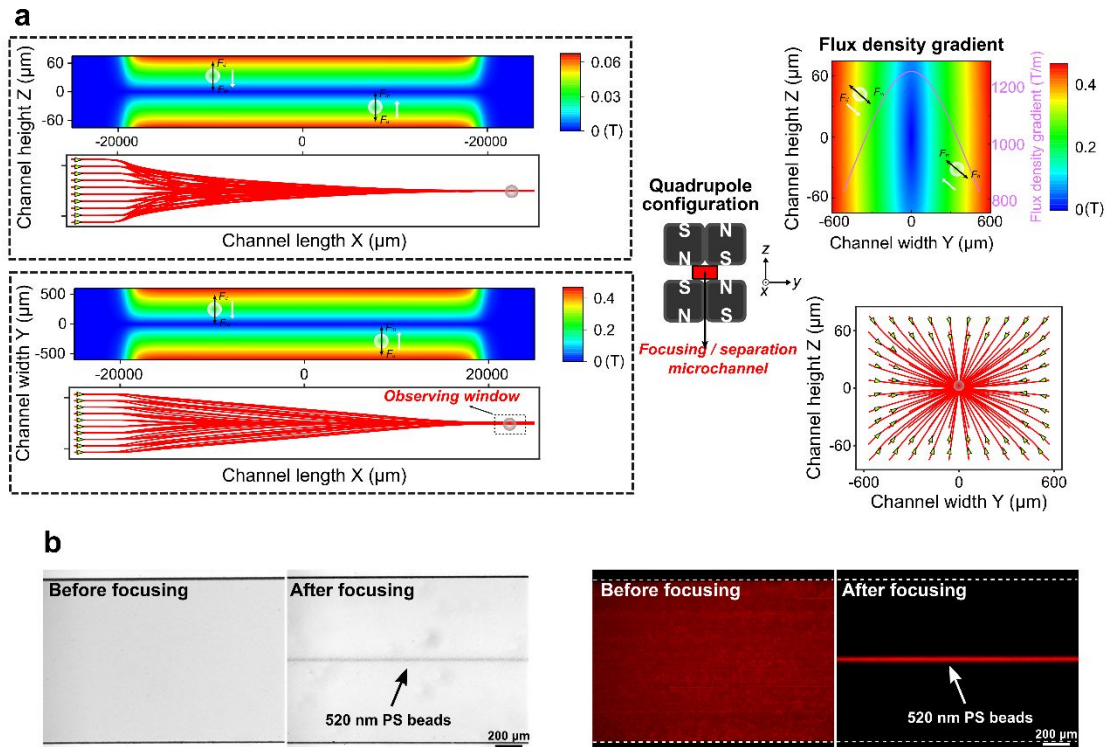 a
Channel height Z (µm)
60
0
-60
-20000
0
-20000
0.06
0.03
0 (T)
Channel length X (µm)
Channel width Y (µm)
500
0
-500
-20000
0
20000
0.4
0.2
0 (T)
Observing window
Channel length X (µm)
Quadrupole
configuration
S N
N S
S N
N S
z
y
x
Focusing / separation
microchannel
Flux density gradient
Channel height Z (µm)
60
0
-60
-600
0
600
Channel width Y (µm)
1200
1000
800
Flux density gradient (T/m)
0.4
0.2
0(T)
Channel height Z (µm)
60
0
-60
-600
0
600
Channel width Y (µm)
b
Before focusing
After focusing
520 nm PS beads
200 µm
Before focusing
After focusing
520 nm PS beads
200 µm